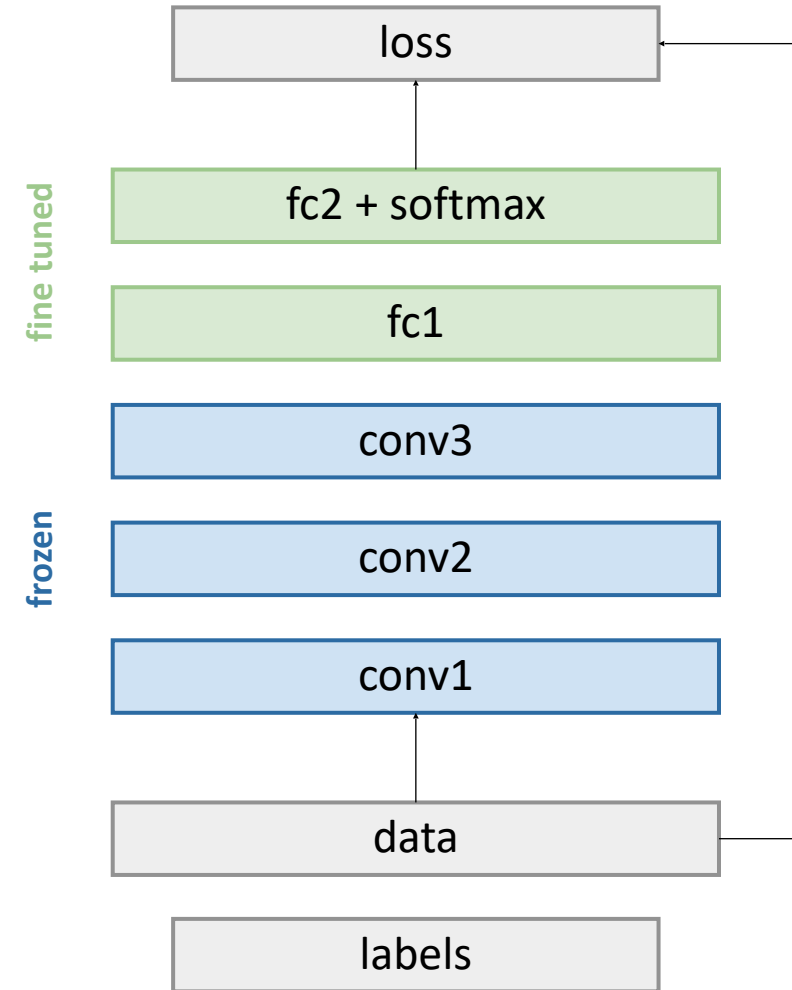 loss
fine tuned
fc2 + softmax
fc1
conv3
frozen
conv2
conv1
data
labels